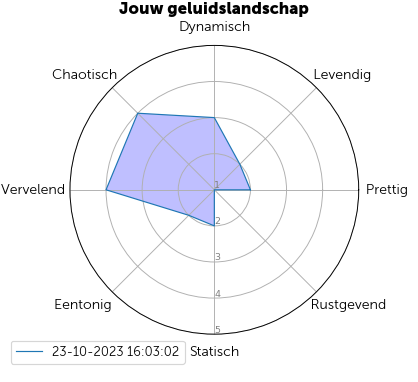 Jouw geluidslandschap
Dynamisch
Chaotisch
Levendig
Vervelend
1
Prettig
2
3
Eentonig
4
Rustgevend
5
23-10-2023 16:03:02
Statisch